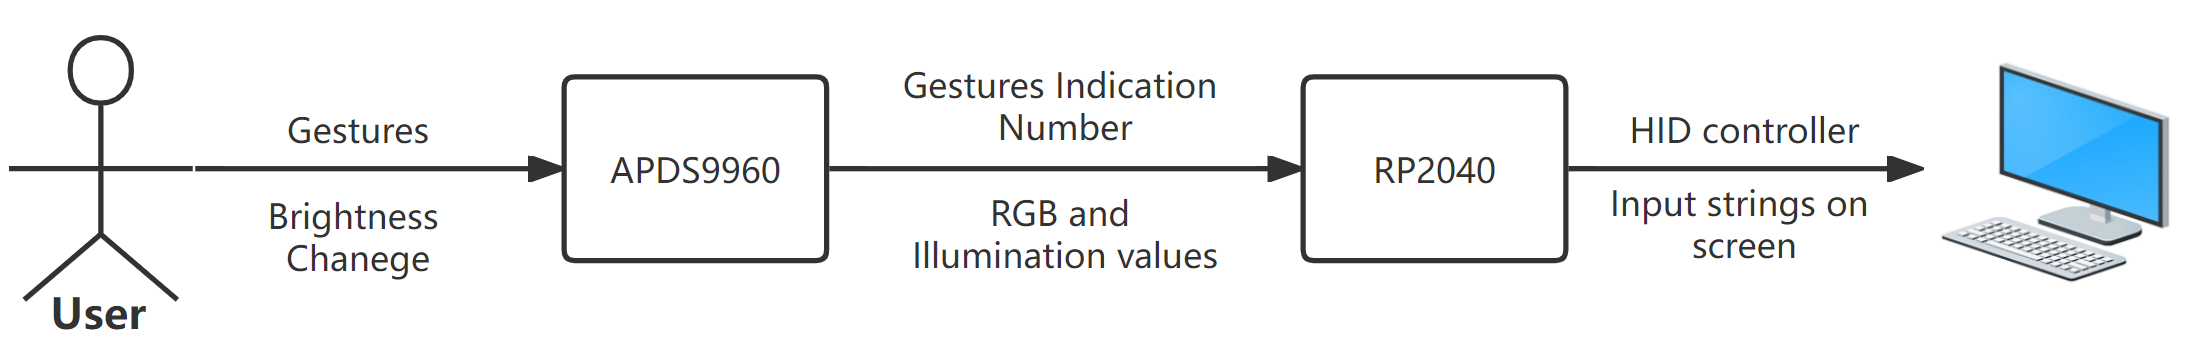 Gestures
Brightness
Chanege
User
APDS9960
Gestures Indication
Number
RGB and
Illumination values
RP2040
HID controller
Input strings on
screen